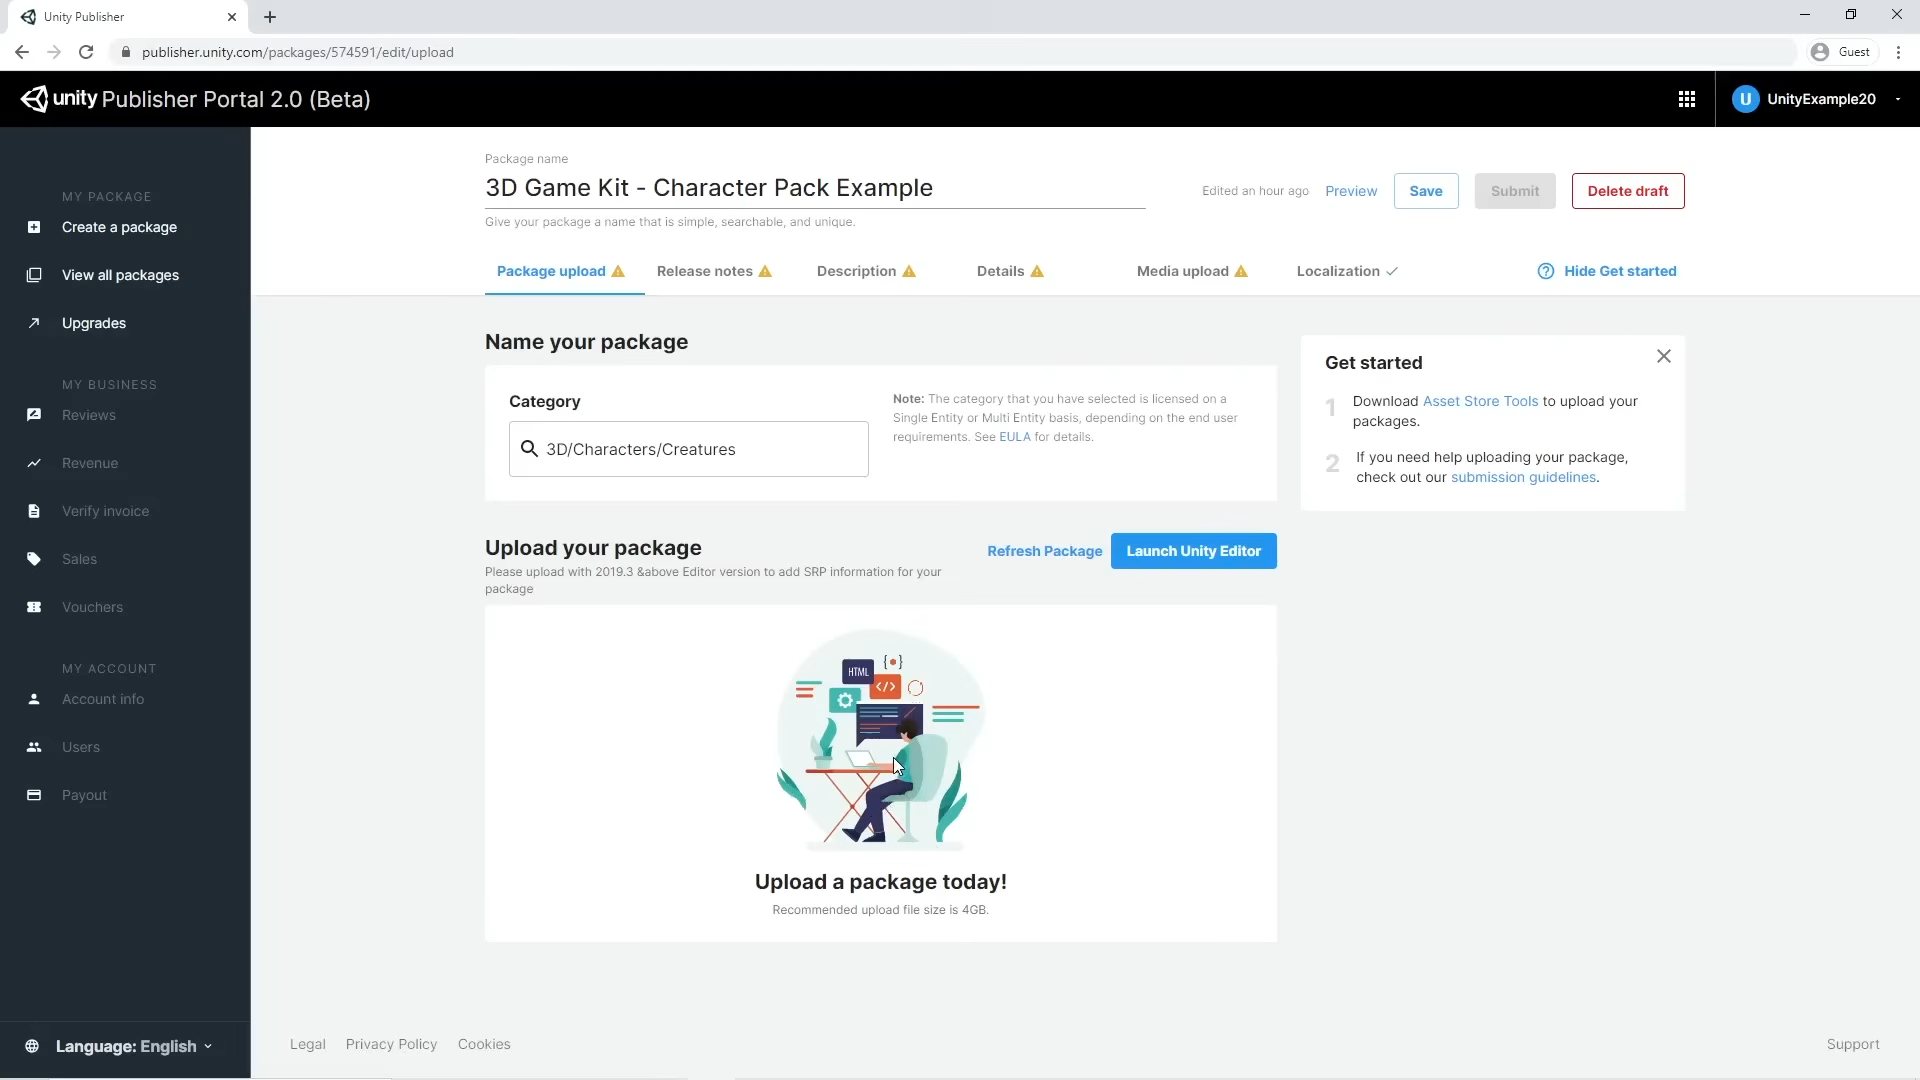 Unity Publisher
publisher.unity.com/packages/574591/edit/upload
Guest
unity Publisher Portal 2.0 (Beta)
U UnityExample20
MY PACKAGE
Create a package
View all packages
Upgrades
MY BUSINESS
Reviews
Revenue
Verify invoice
Sales
Vouchers
MY ACCOUNT
Account info
Users
Payout
Language: English
Package name
3D Game Kit - Character Pack Example
Give your package a name that is simple, searchable, and unique.
Edited an hour ago Preview Save Submit Delete draft
Package upload Release notes Description Details Media upload Localization Hide Get started
Name your package
Category
3D/Characters/Creatures
Note: The category that you have selected is licensed on a
Single Entity or Multi Entity basis, depending on the end user
requirements. See EULA for details.
Upload your package
Please upload with 2019.3 &above Editor version to add SRP information for your
package
Refresh Package Launch Unity Editor
HTML
{ }
</>
Upload a package today!
Recommended upload file size is 4GB.
Get started
1 Download Asset Store Tools to upload your
packages.
2 If you need help uploading your package,
check out our submission guidelines.
Legal Privacy Policy Cookies
Support